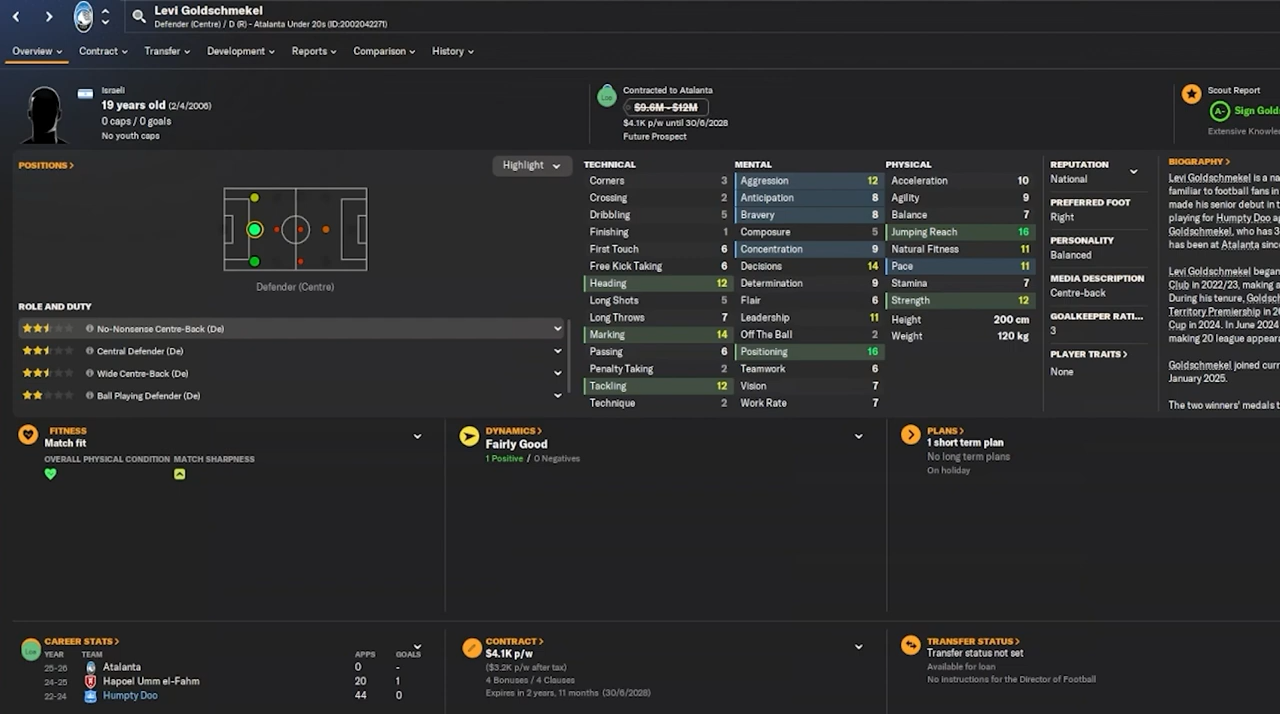 Levi Goldschmekel
Defender (Centre) / D (R) - Atalanta Under 20s (ID:2002042271)
Overview Contract Transfer Development Reports Comparison History
Israeli
19 years old (2/4/2006)
0 caps / 0 goals
No youth caps
Loe
Contracted to Atalanta
$9.6M - $12M
$4.1K p/w until 30/6/2028
Future Prospect
Scout Report
A- Sign Golds
Extensive Knowle
POSITIONS >
Highlight
Defender (Centre)
ROLE AND DUTY
No-Nonsense Centre-Back (De)
Central Defender (De)
Wide Centre-Back (De)
Ball Playing Defender (De)
TECHNICAL
Corners 3
Crossing 2
Dribbling 5
Finishing 1
First Touch 6
Free Kick Taking 6
Heading 12
Long Shots 5
Long Throws 7
Marking 14
Passing 6
Penalty Taking 2
Tackling 12
Technique 2
MENTAL
Aggression 12
Anticipation 8
Bravery 8
Composure 5
Concentration 9
Decisions 14
Determination 9
Flair 6
Leadership 11
Off The Ball 2
Positioning 16
Teamwork 6
Vision 7
Work Rate 7
PHYSICAL
Acceleration 10
Agility 9
Balance 7
Jumping Reach 16
Natural Fitness 11
Pace 11
Stamina 7
Strength 12
Height 200 cm
Weight 120 kg
REPUTATION
National
PREFERRED FOOT
Right
PERSONALITY
Balanced
MEDIA DESCRIPTION
Centre-back
GOALKEEPER RATI...
3
PLAYER TRAITS >
None
BIOGRAPHY >
Levi Goldschmekel is a na
familiar to football fans in
made his senior debut in t
playing for Humpty Doo ag
Goldschmekel, who has 3
has been at Atalanta since
Levi Goldschmekel began
Club in 2022/23, making a
During his tenure, Goldsc
Territory Premiership in 20
Cup in 2024. In June 2024
making 20 league appeara
Goldschmekel joined curr
January 2025.
The two winners' medals t
FITNESS
Match fit
OVERALL PHYSICAL CONDITION MATCH SHARPNESS
DYNAMICS >
Fairly Good
1 Positive / 0 Negatives
PLANS >
1 short term plan
No long term plans
On holiday
CAREER STATS >
Loe
YEAR TEAM APPS GOALS
25-26 Atalanta 0 -
24-25 Hapoel Umm el-Fahm 20 1
22-24 Humpty Doo 44 0
CONTRACT >
$4.1K p/w
($3.2K p/w after tax)
4 Bonuses / 4 Clauses
Expires in 2 years, 11 months (30/6/2028)
TRANSFER STATUS >
Transfer status not set
Available for loan
No instructions for the Director of Football